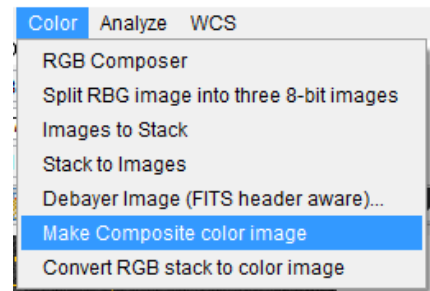 Color Analyze WCS
RGB Composer
Split RBG image into three 8-bit images
Images to Stack
Stack to Images
Debayer Image (FITS header aware)...
Make Composite color image
Convert RGB stack to color image